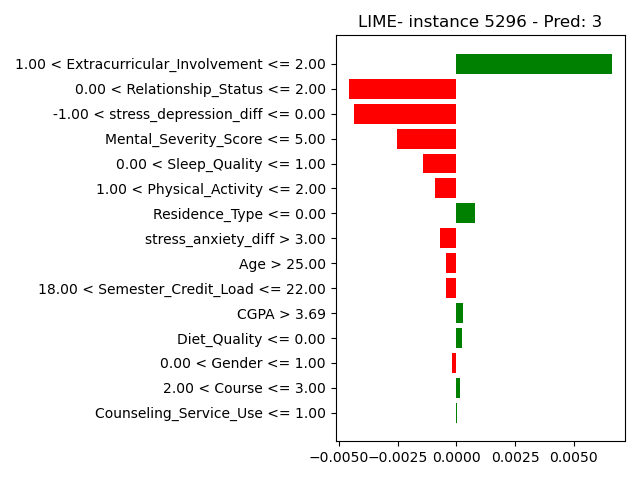 LIME- instance 5296 - Pred: 3
1.00 < Extracurricular_Involvement <= 2.00
0.00 < Relationship_Status <= 2.00
-1.00 < stress_depression_diff <= 0.00
Mental_Severity_Score <= 5.00
0.00 < Sleep_Quality <= 1.00
1.00 < Physical_Activity <= 2.00
Residence_Type <= 0.00
stress_anxiety_diff > 3.00
Age > 25.00
18.00 < Semester_Credit_Load <= 22.00
CGPA > 3.69
Diet_Quality <= 0.00
0.00 < Gender <= 1.00
2.00 < Course <= 3.00
Counseling_Service_Use <= 1.00
−0.0050 −0.0025 0.0000 0.0025 0.0050